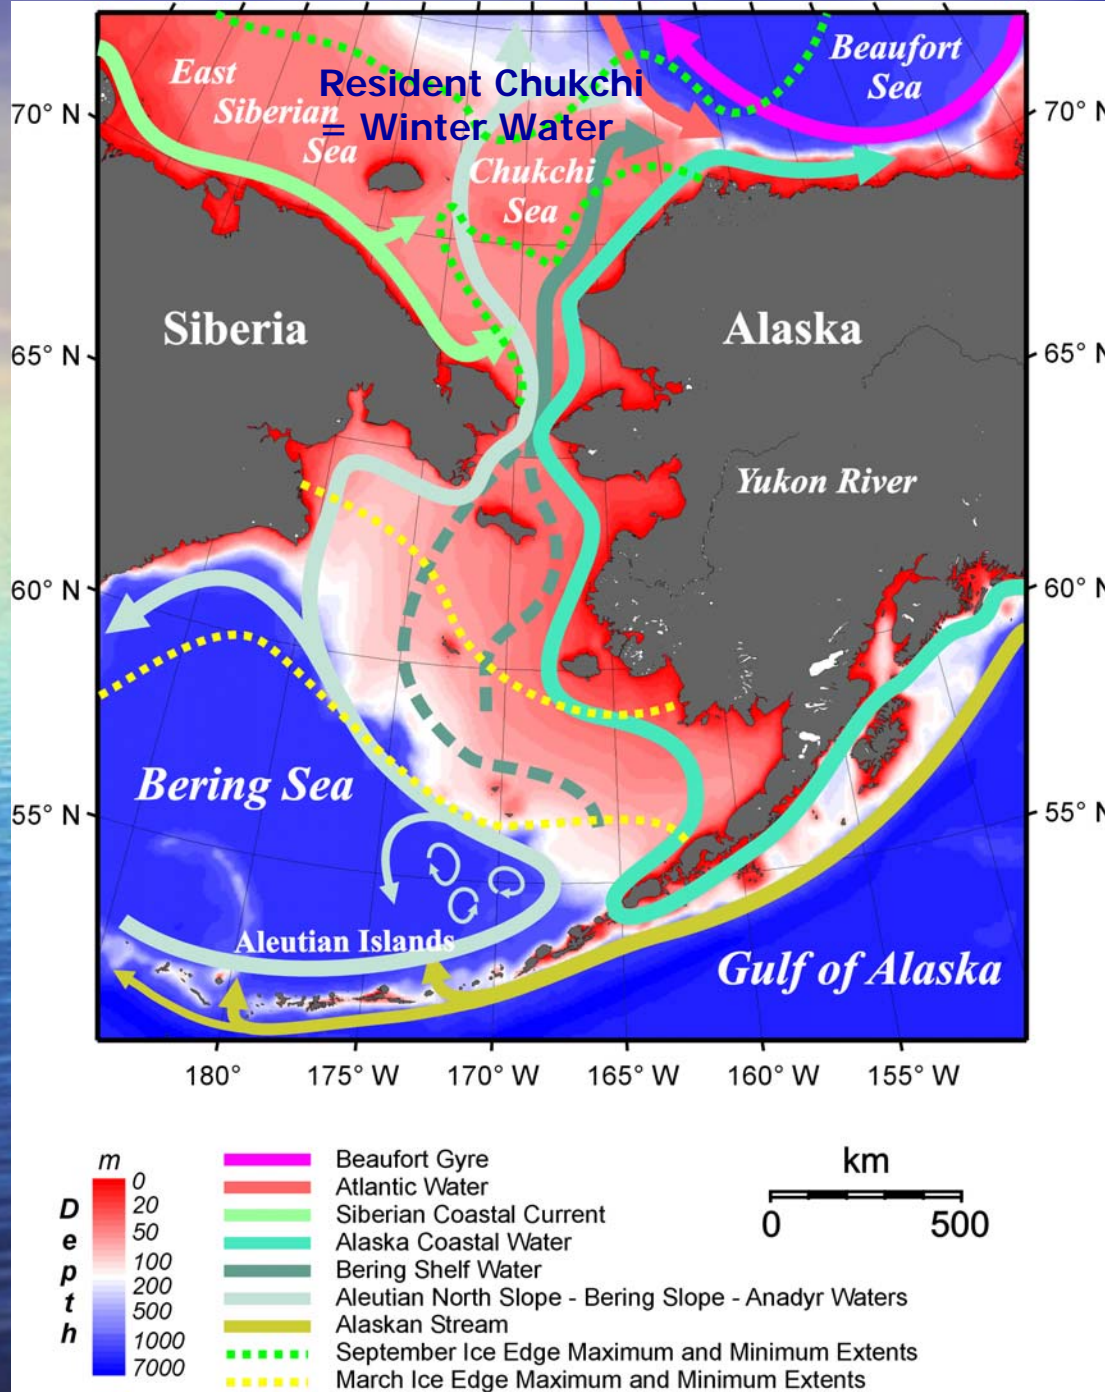 Beaufort
Sea
East
Siberian
Sea
Resident Chukchi
= Winter Water
Chukchi
Sea
70° N
70° N
Siberia
Alaska
65° N
65° N
Yukon River
60° N
60° N
Bering Sea
55° N
55° N
Aleutian Islands
Gulf of Alaska
180°
175° W
170° W
165° W
160° W
155° W
Depth
m
0
20
50
100
200
500
1000
7000
Beaufort Gyre
Atlantic Water
Siberian Coastal Current
Alaska Coastal Water
Bering Shelf Water
Aleutian North Slope - Bering Slope - Anadyr Waters
Alaskan Stream
September Ice Edge Maximum and Minimum Extents
March Ice Edge Maximum and Minimum Extents
km
0 500